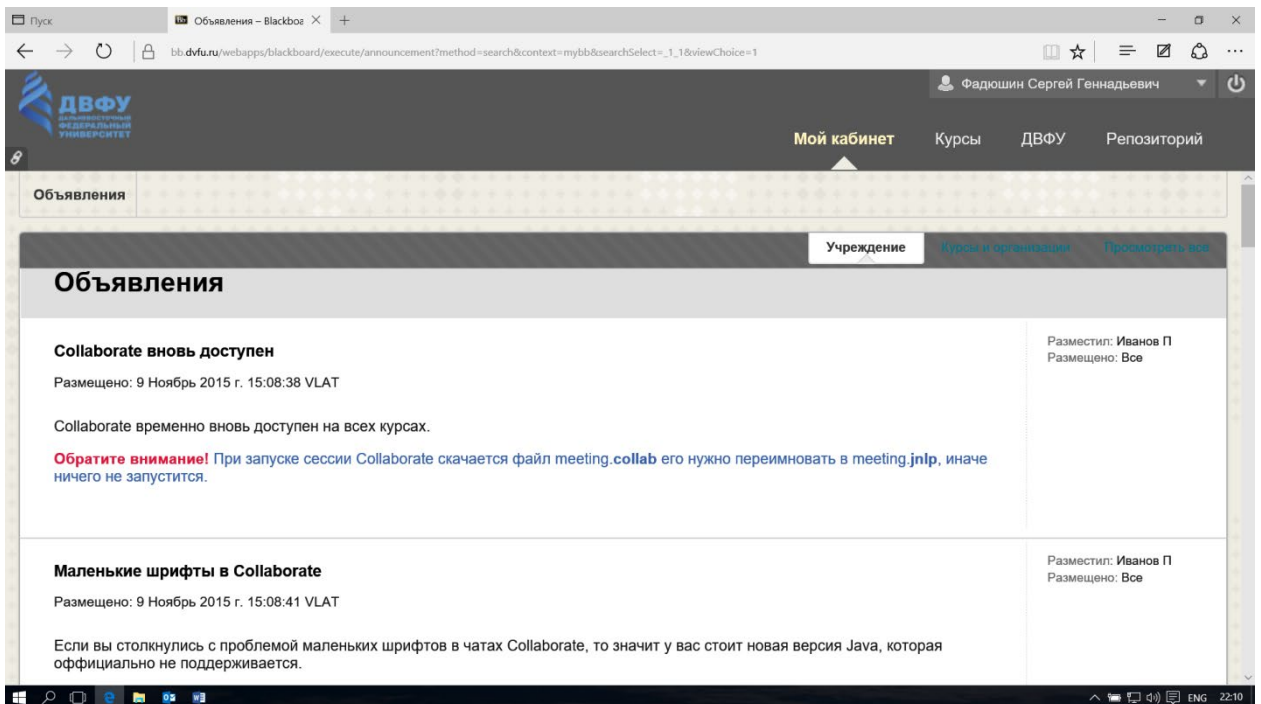 Пуск
Объявления – Blackboa
bb.dvfu.ru/webapps/blackboard/execute/announcement?method=search&context=mybb&searchSelect=_1_1&viewChoice=1
Фадюшин Сергей Геннадьевич
ДВФУ
ДАЛЬНЕВОСТОЧНЫЙ
ФЕДЕРАЛЬНЫЙ
УНИВЕРСИТЕТ
Мой кабинет Курсы ДВФУ Репозиторий
Объявления
Учреждение Курсы и организации Просмотреть все
Объявления
Collaborate вновь доступен
Размещено: 9 Ноябрь 2015 г. 15:08:38 VLAT
Разместил: Иванов П
Размещено: Все
Collaborate временно вновь доступен на всех курсах.
Обратите внимание! При запуске сессии Collaborate скачается файл meeting.collab его нужно переимновать в meeting.jnlp, иначе
ничего не запустится.
Маленькие шрифты в Collaborate
Размещено: 9 Ноябрь 2015 г. 15:08:41 VLAT
Разместил: Иванов П
Размещено: Все
Если вы столкнулись с проблемой маленьких шрифтов в чатах Collaborate, то значит у вас стоит новая версия Java, которая
оффициально не поддерживается.
ENG 22:10